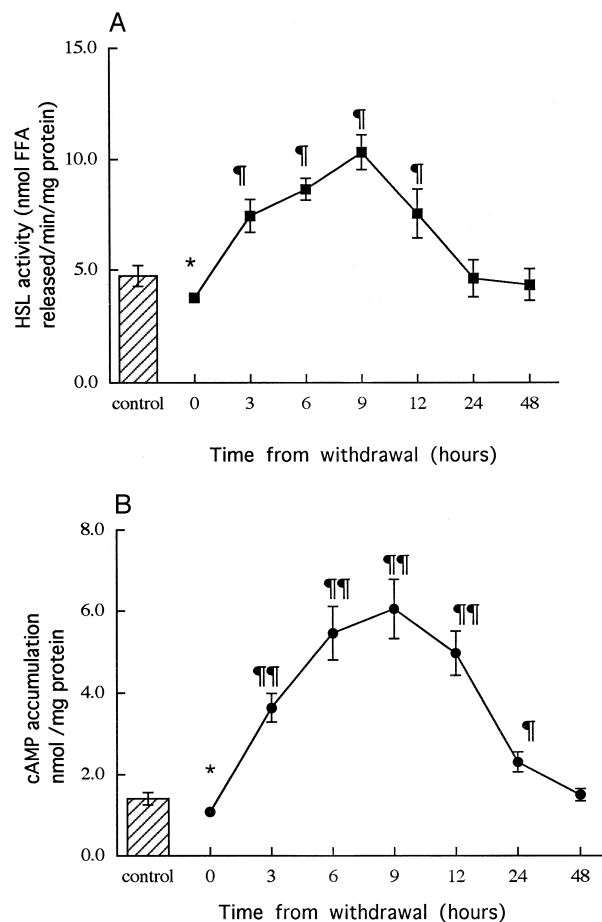 A
HSL activity (nmol FFA
released/min/mg protein)
15.0
10.0
5.0
0.0
¶
¶
¶
¶
*
control 0 3 6 9 12 24 48
Time from withdrawal (hours)
B
cAMP accumulation
nmol /mg protein
8.0
6.0
4.0
2.0
0.0
¶¶
¶¶
¶¶
¶¶
¶
*
control 0 3 6 9 12 24 48
Time from withdrawal (hours)